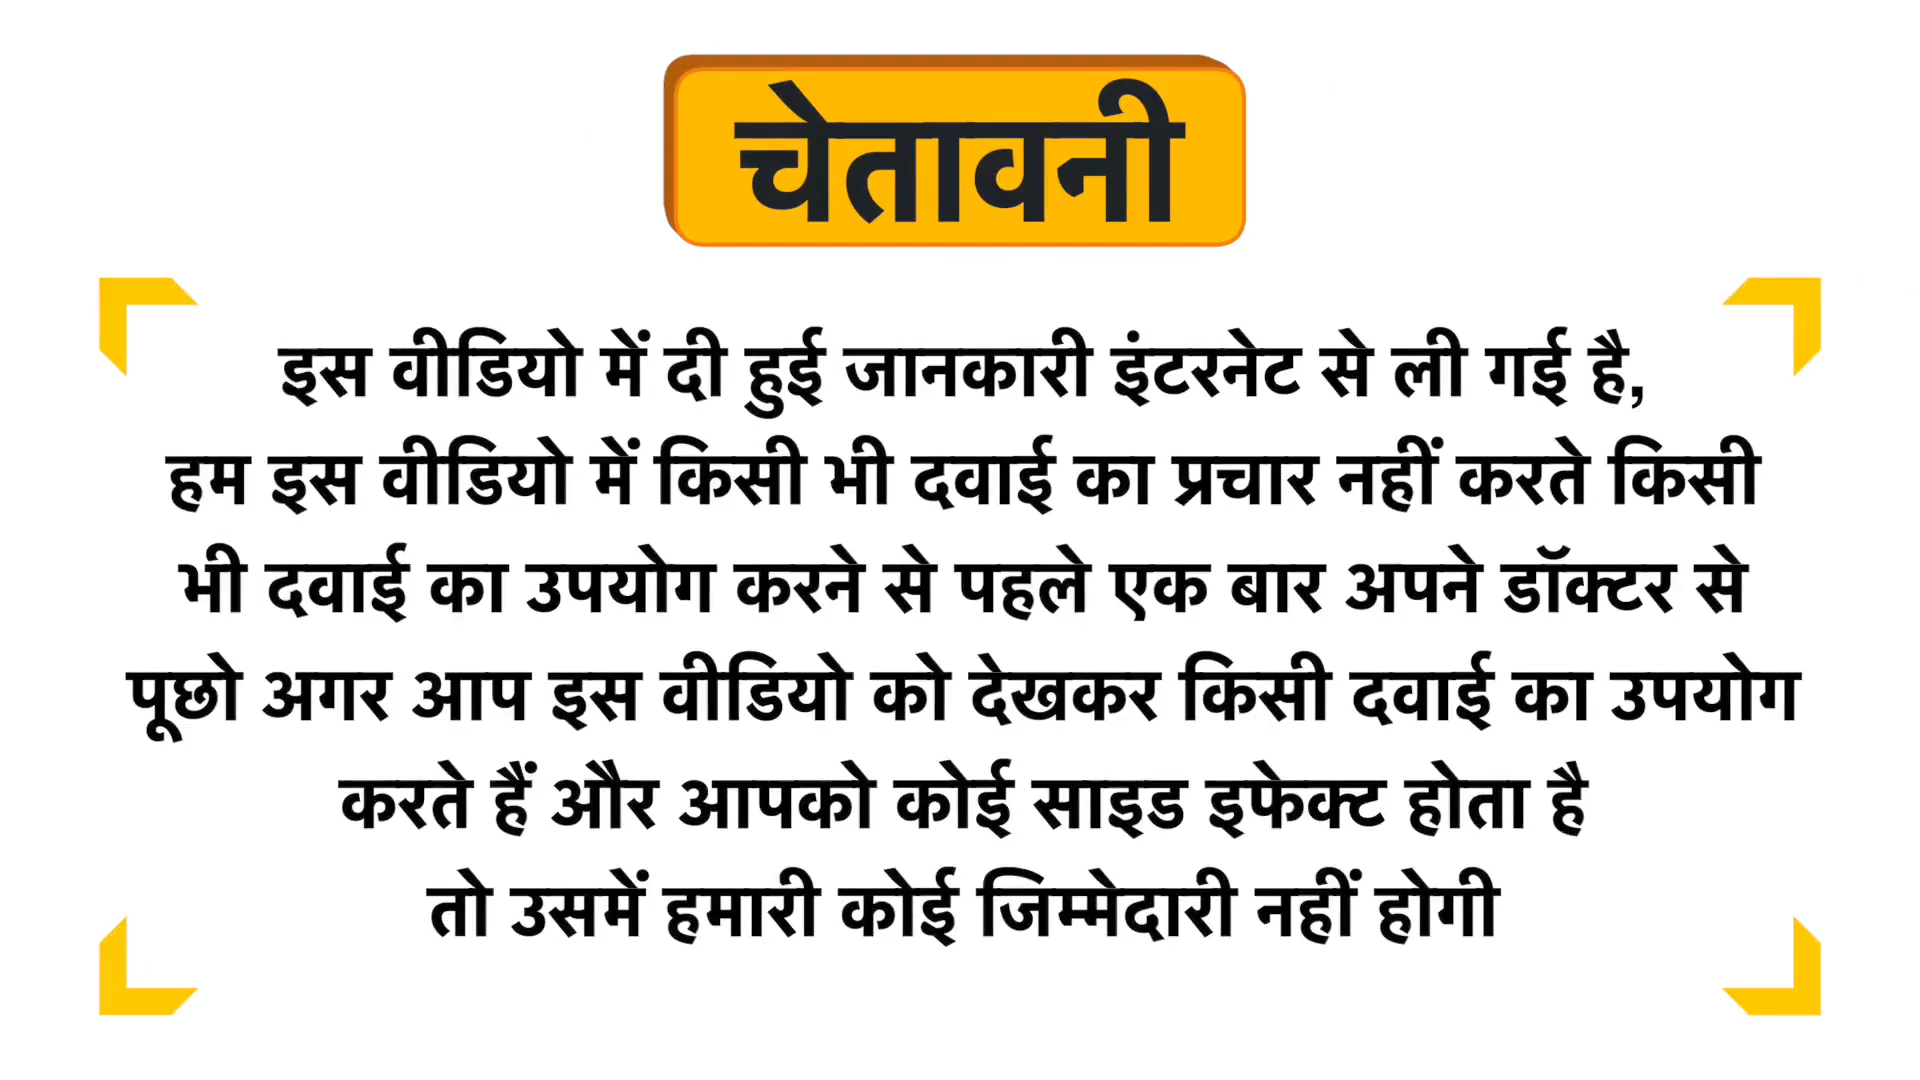 चेतावनी
इस वीडियो में दी हुई जानकारी इंटरनेट से ली गई है,
हम इस वीडियो में किसी भी दवाई का प्रचार नहीं करते किसी
भी दवाई का उपयोग करने से पहले एक बार अपने डॉक्टर से
पूछो अगर आप इस वीडियो को देखकर किसी दवाई का उपयोग
करते हैं और आपको कोई साइड इफेक्ट होता है
तो उसमें हमारी कोई जिम्मेदारी नहीं होगी